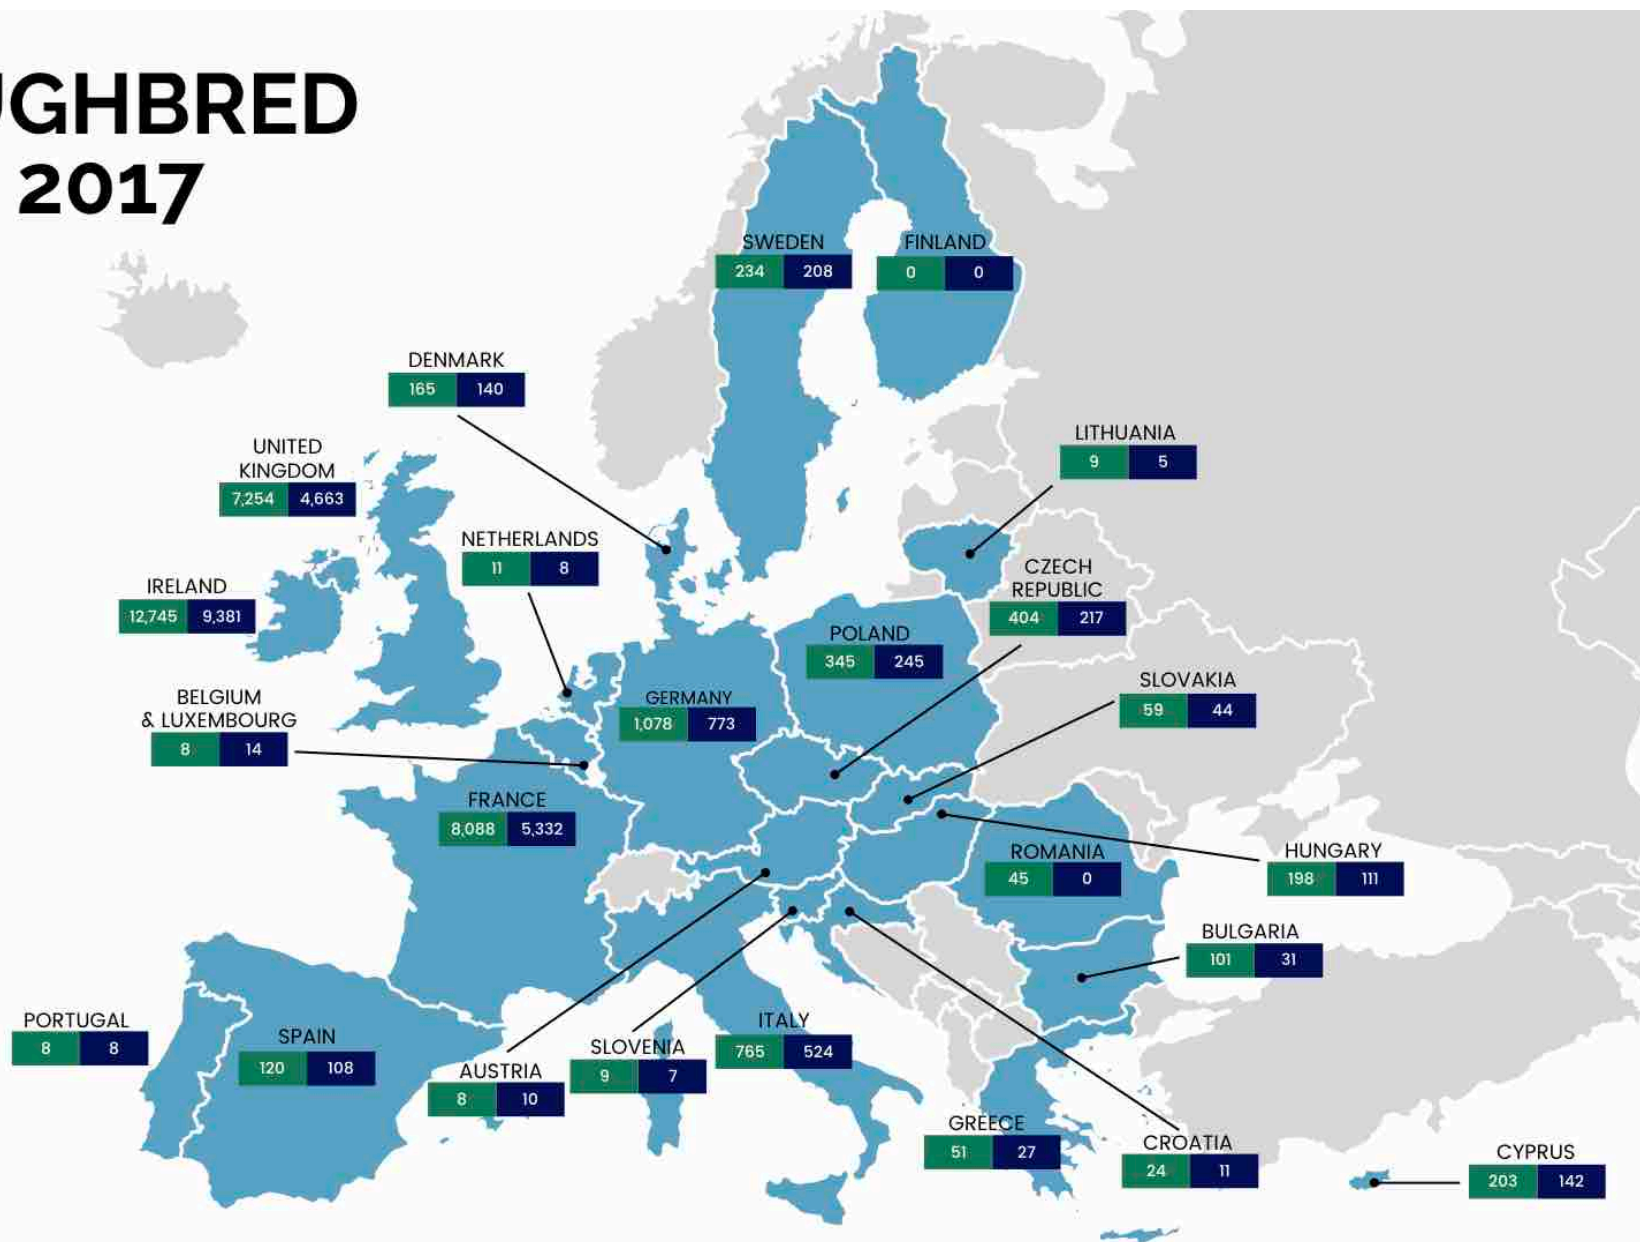 UGHBRED
2017
SWEDEN
234 208
FINLAND
0 0
DENMARK
165 140
UNITED
KINGDOM
7,254 4,663
LITHUANIA
9 5
NETHERLANDS
11 8
CZECH
REPUBLIC
404 217
IRELAND
12,745 9,381
POLAND
345 245
SLOVAKIA
59 44
BELGIUM
& LUXEMBOURG
8 14
GERMANY
1,078 773
FRANCE
8,088 5,332
ROMANIA
45 0
HUNGARY
198 111
BULGARIA
101 31
PORTUGAL
8 8
SPAIN
120 108
AUSTRIA
8 10
SLOVENIA
9 7
ITALY
765 524
GREECE
51 27
CROATIA
24 11
CYPRUS
203 142